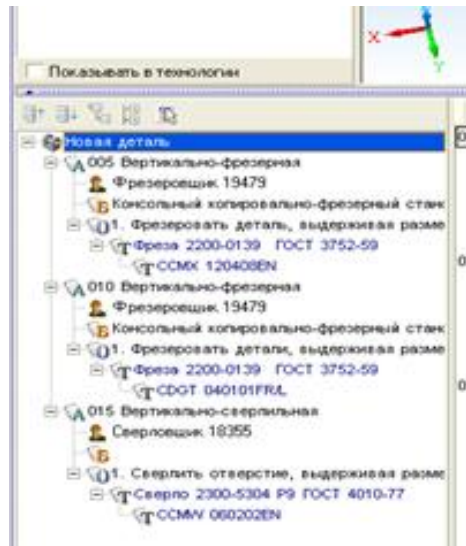 X
Y
Показывать в технологии
Новая деталь
А 005 Вертикально-фрезерная
Фрезеровщик 19479
Б Консольный копировально-фрезерный станк
О 1. Фрезеровать деталь, выдерживая разме
Т Фреза 2200-0139 ГОСТ 3752-59
Т CCMX 120408EN
А 010 Вертикально-фрезерная
Фрезеровщик 19479
Б Консольный копировально-фрезерный станк
О 1. Фрезеровать детали, выдерживая разме
Т Фреза 2200-0139 ГОСТ 3752-59
Т CDGT 040101FR/L
А 015 Вертикально-сверлильная
Сверловщик 18355
Б
О 1. Сверлить отверстие, выдерживая разме
Т Сверло 2300-5304 Р9 ГОСТ 4010-77
Т CCMW 060202EN